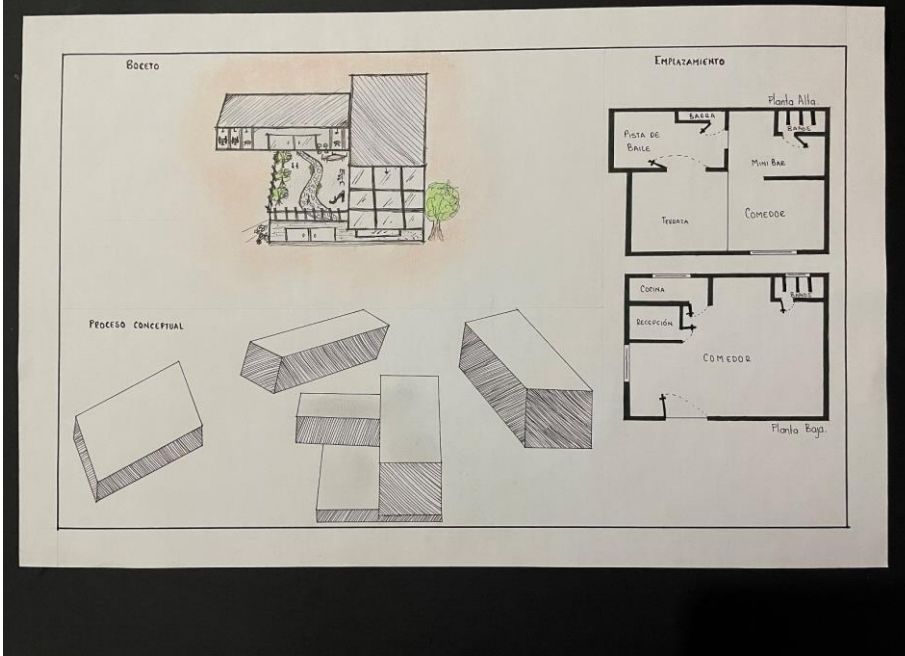 BOCETO
EMPLAZAMIENTO
Planta Alta.
BARRA
BAÑOS
PISTA DE
BAILE
MINI BAR
TERRAZA
COMEDOR
COCINA
BAÑOS
RECEPCIÓN
COMEDOR
Planta Baja.
PROCESO CONCEPTUAL